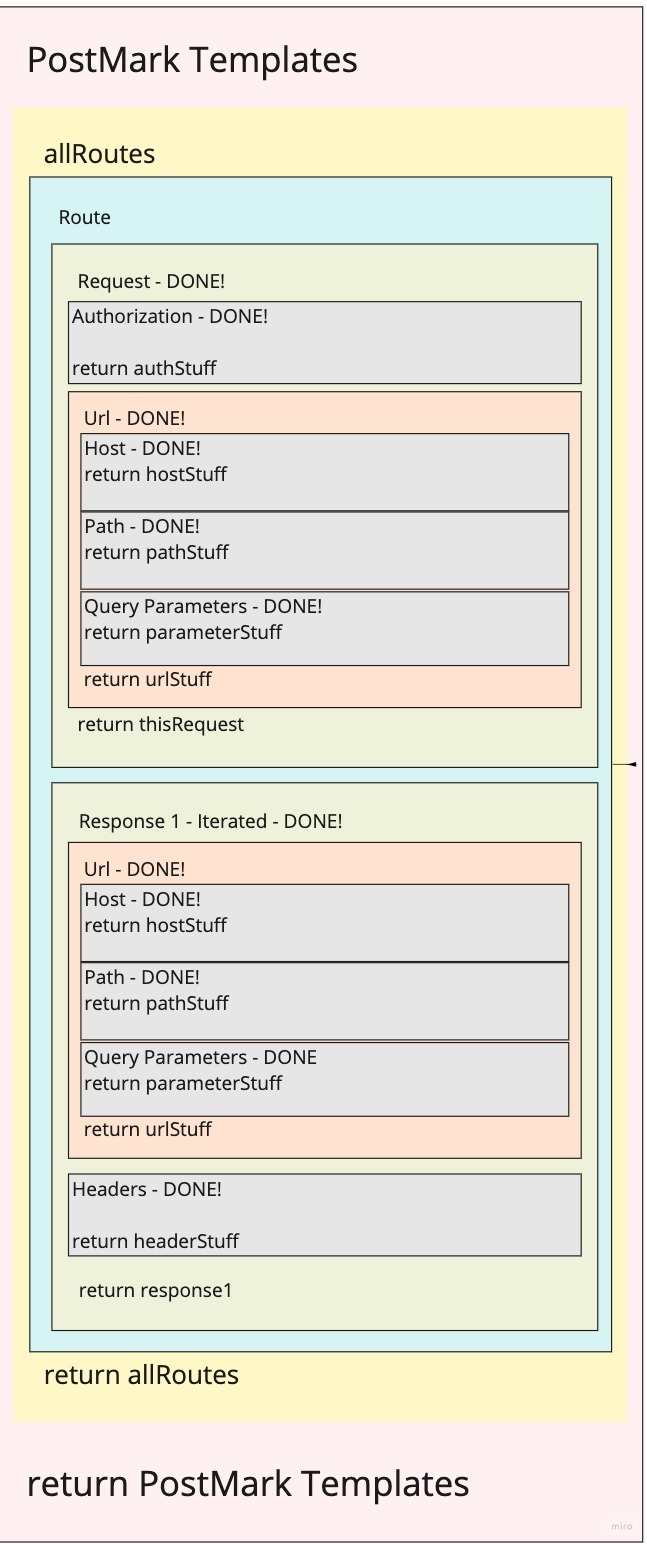 PostMark Templates
allRoutes
Route
Request - DONE!
Authorization - DONE!
return authStuff
Url - DONE!
Host - DONE!
return hostStuff
Path - DONE!
return pathStuff
Query Parameters - DONE!
return parameterStuff
return urlStuff
return thisRequest
Response 1 - Iterated - DONE!
Url - DONE!
Host - DONE!
return hostStuff
Path - DONE!
return pathStuff
Query Parameters - DONE
return parameterStuff
return urlStuff
Headers - DONE!
return headerStuff
return response1
return allRoutes
return PostMark Templates
miro